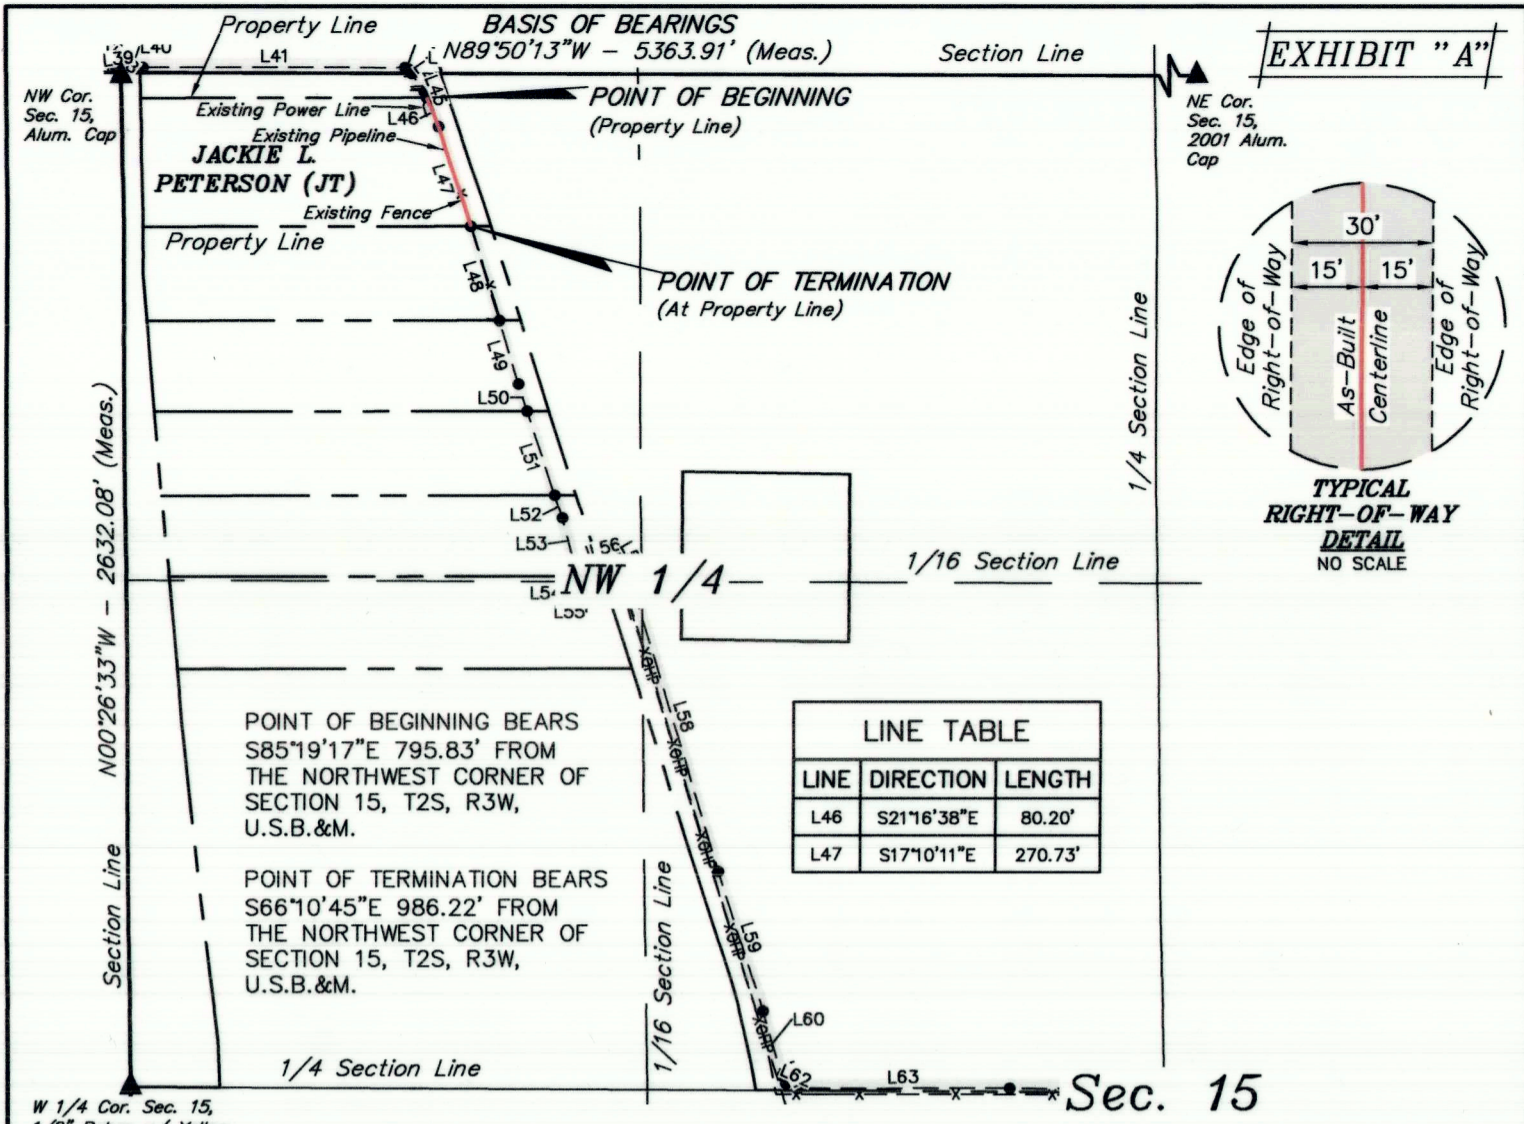 Property Line
BASIS OF BEARINGS
N89°50'13"W - 5363.91' (Meas.)
Section Line
EXHIBIT "A"
L40
L39
L41
L45
NW Cor.
Sec. 15,
Alum. Cap
Existing Power Line
L46
Existing Pipeline
POINT OF BEGINNING
(Property Line)
NE Cor.
Sec. 15,
2001 Alum.
Cap
JACKIE L.
PETERSON (JT)
L47
Existing Fence
Property Line
POINT OF TERMINATION
(At Property Line)
L48
L49
L50
L51
L52
L53
56
L55
NW 1/4
1/16 Section Line
1/4 Section Line
30'
15'
15'
Edge of
Right-of-Way
As-Built
Centerline
Edge of
Right-of-Way
TYPICAL
RIGHT-OF-WAY
DETAIL
NO SCALE
N00°26'33"W - 2632.08' (Meas.)
Section Line
POINT OF BEGINNING BEARS
S85°19'17"E 795.83' FROM
THE NORTHWEST CORNER OF
SECTION 15, T2S, R3W,
U.S.B.&M.
POINT OF TERMINATION BEARS
S66°10'45"E 986.22' FROM
THE NORTHWEST CORNER OF
SECTION 15, T2S, R3W,
U.S.B.&M.
L58
L59
L60
L62
L63
1/16 Section Line
LINE TABLE
LINE DIRECTION LENGTH
L46 S21°16'38"E 80.20'
L47 S17°10'11"E 270.73'
1/4 Section Line
Sec. 15
W 1/4 Cor. Sec. 15,